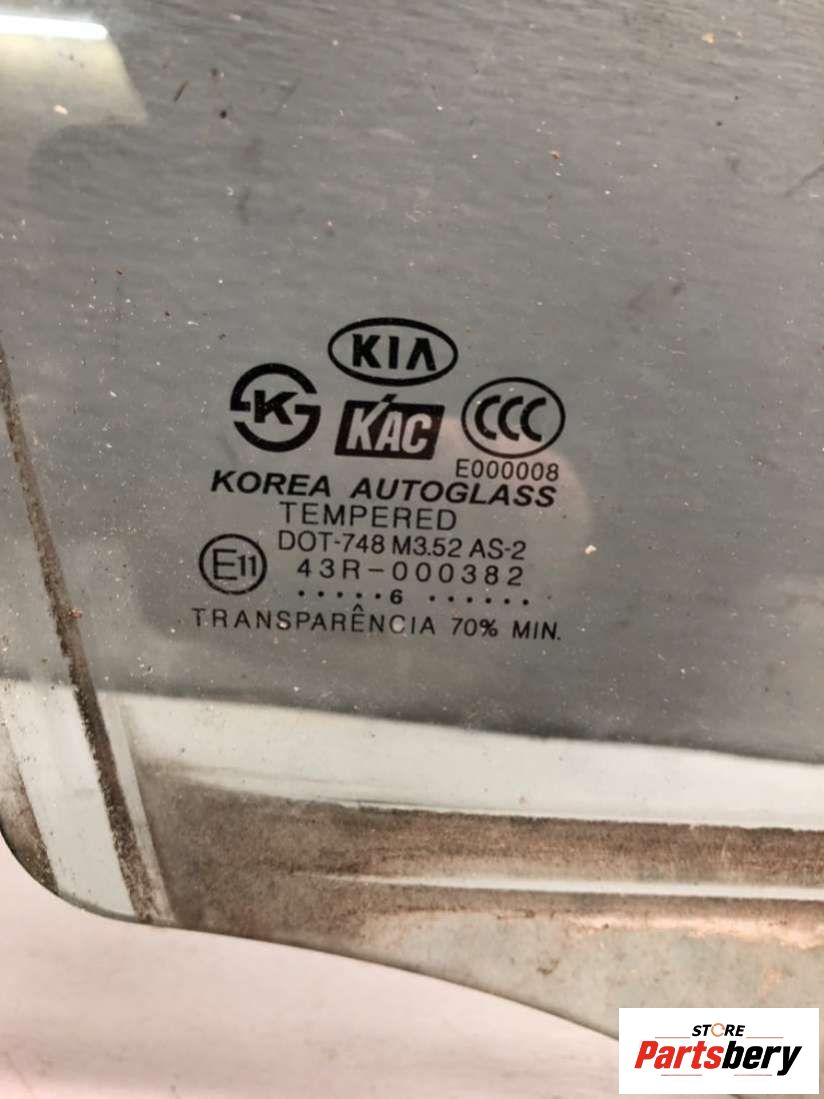 KIA
K
KAC
CCC
E000008
KOREA AUTOGLASS
TEMPERED
DOT-748 M3.52 AS-2
E11
43R-000382
·····6 ······
TRANSPARÊNCIA 70% MIN.
STORE
Partsbery